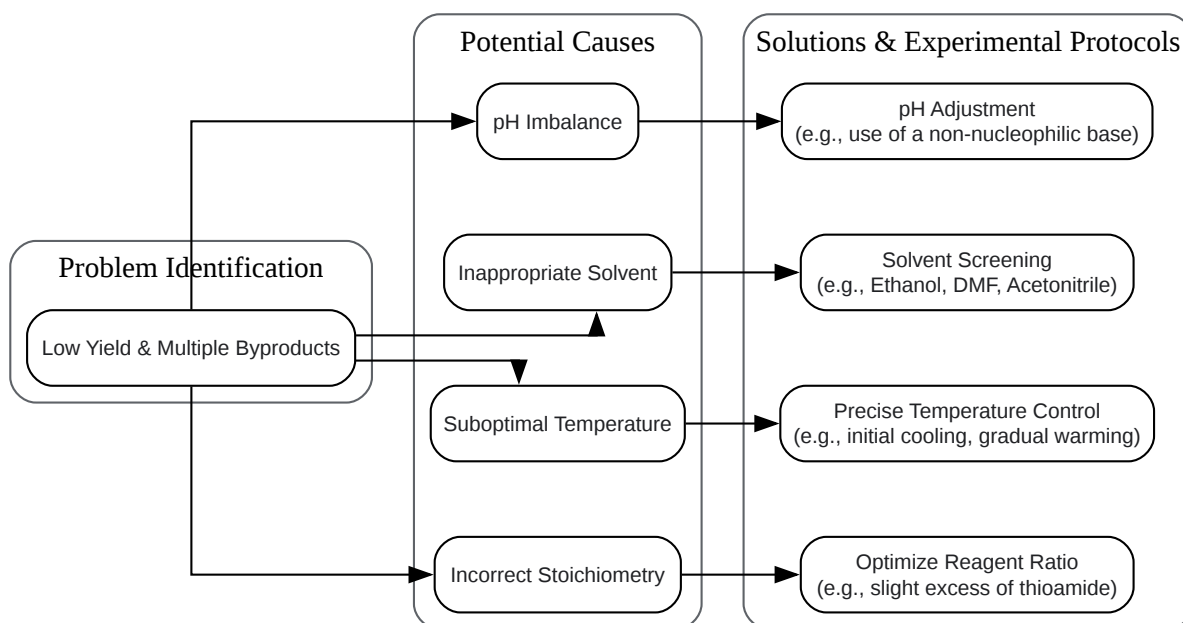 Potential Causes
Solutions & Experimental Protocols
pH Imbalance
pH Adjustment
(e.g., use of a non-nucleophilic base)
Problem Identification
Low Yield & Multiple Byproducts
Inappropriate Solvent
Solvent Screening
(e.g., Ethanol, DMF, Acetonitrile)
Suboptimal Temperature
Precise Temperature Control
(e.g., initial cooling, gradual warming)
Incorrect Stoichiometry
Optimize Reagent Ratio
(e.g., slight excess of thioamide)